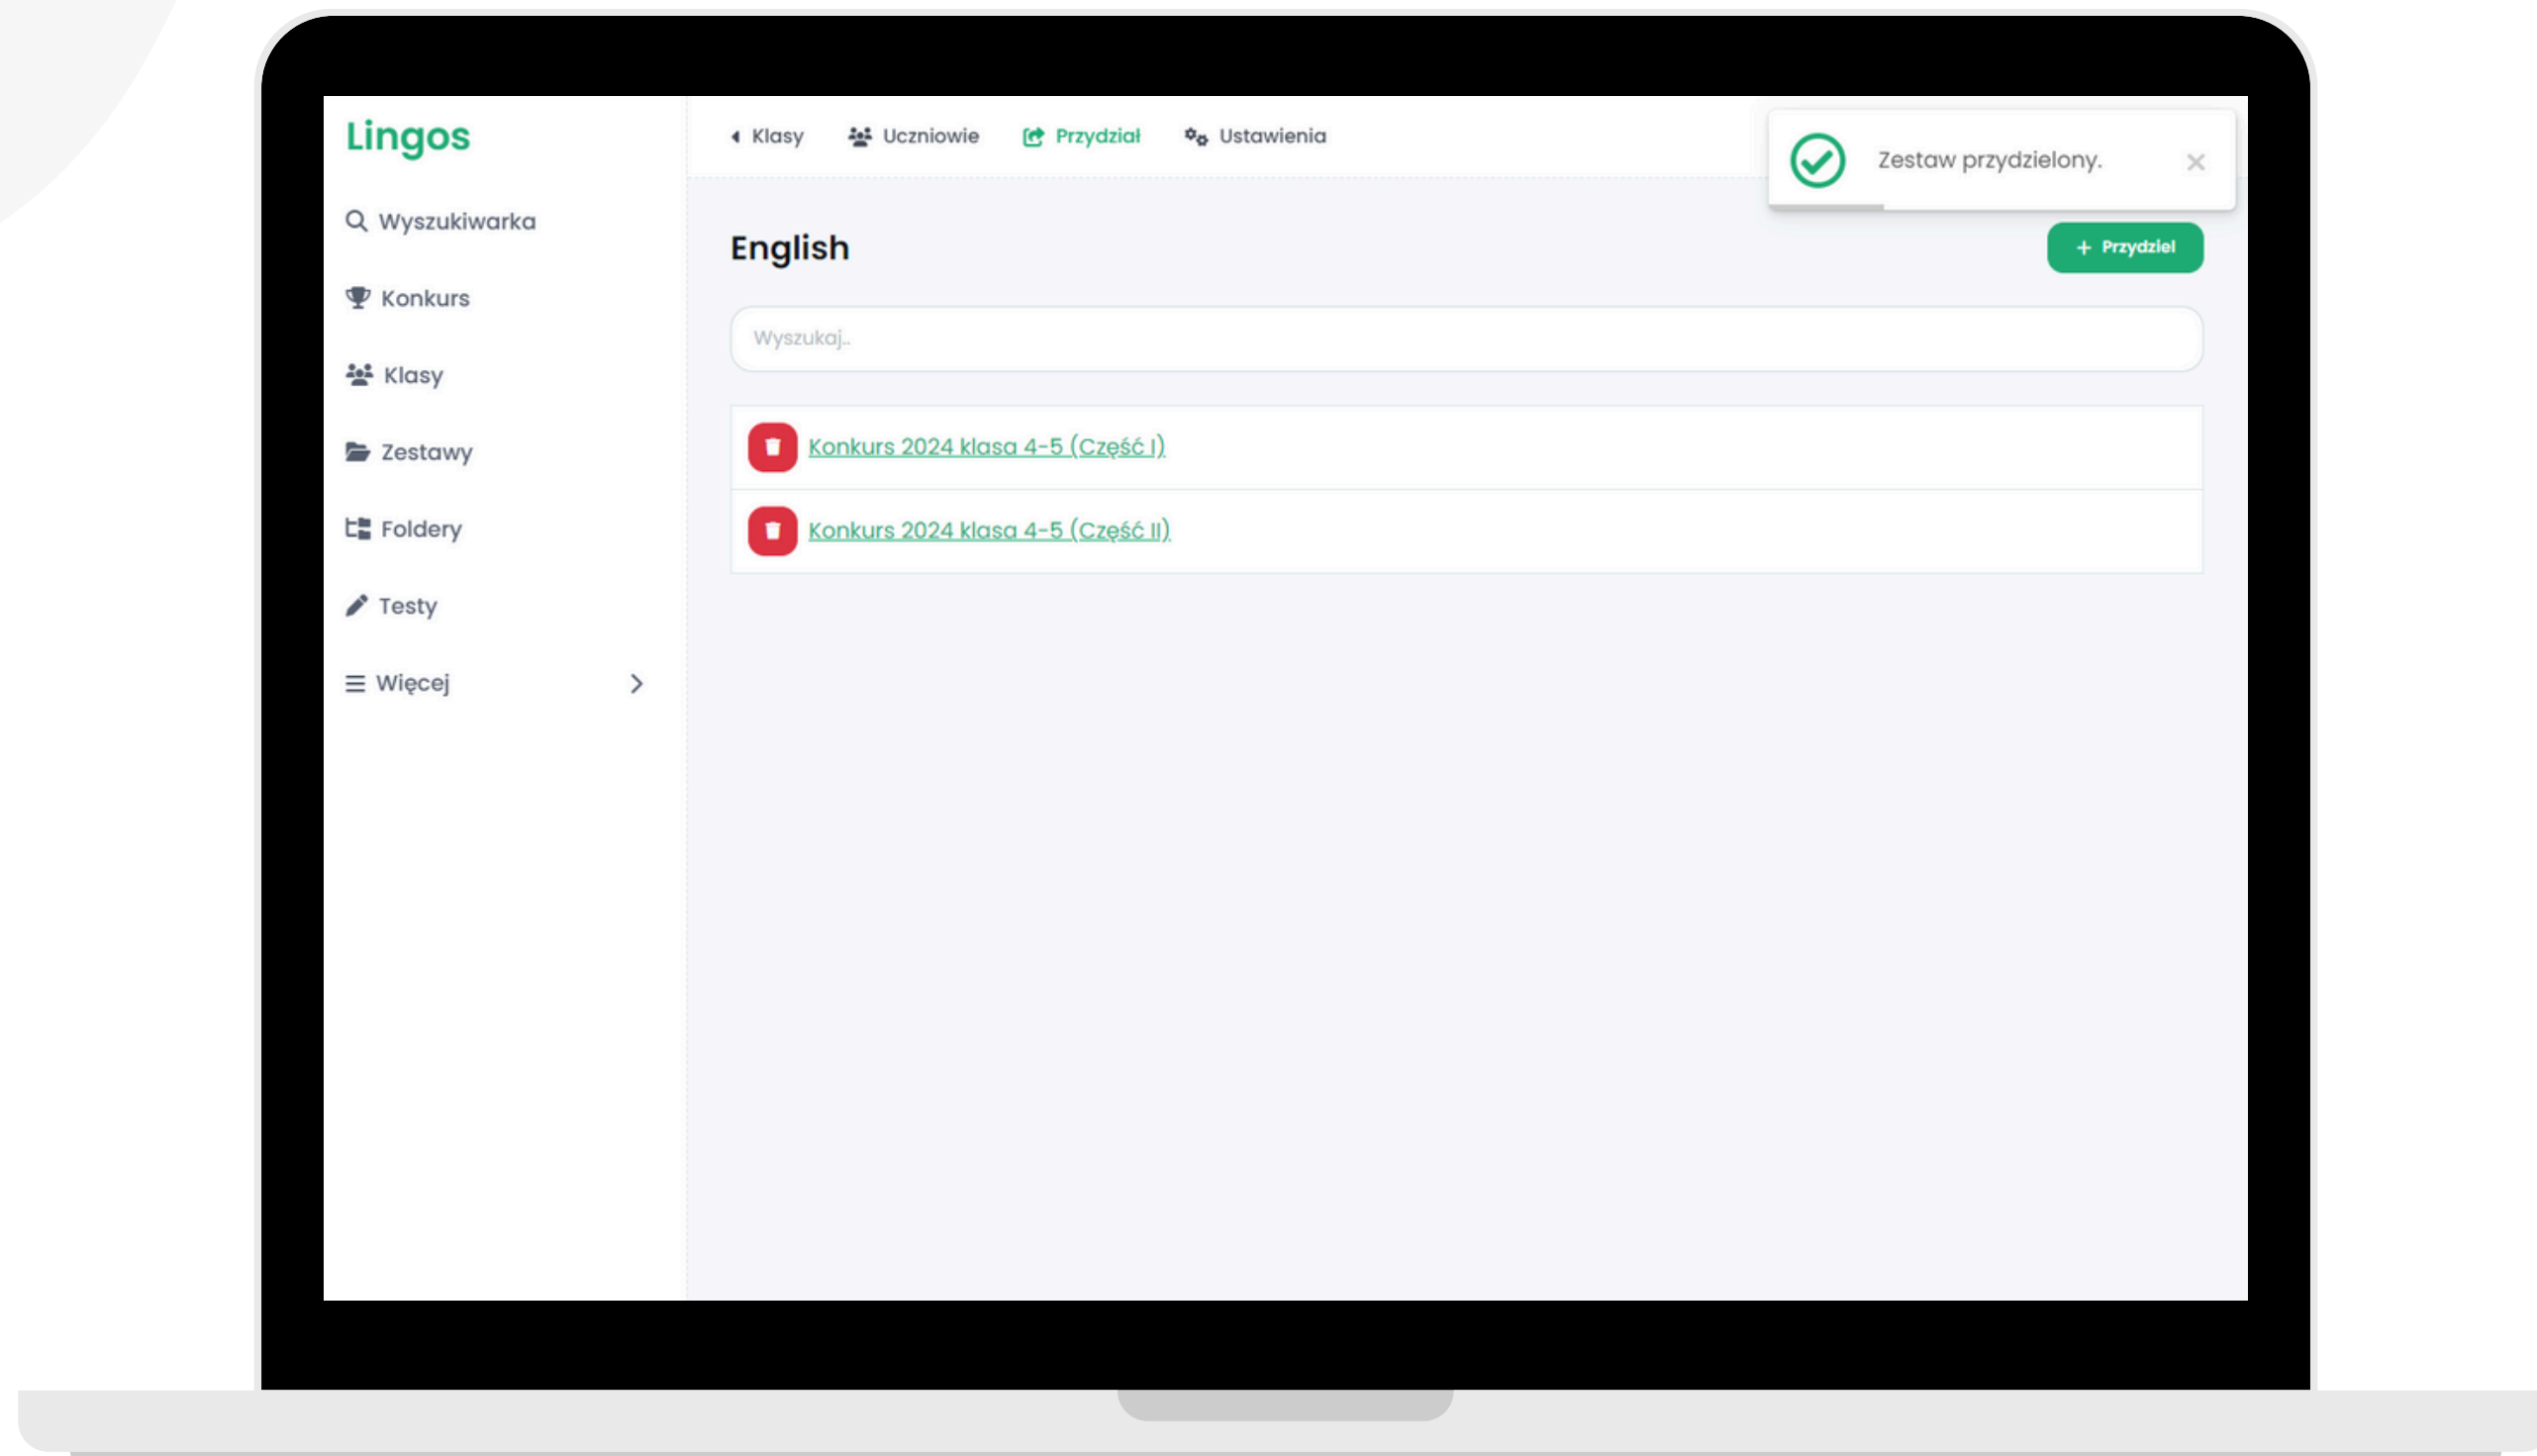 Lingos
Klasy Uczniowie Przydział Ustawienia
Zestaw przydzielony.
Wyszukiwarka
Konkurs
Klasy
Zestawy
Foldery
Testy
Więcej
English
+ Przydziel
Wyszukaj..
Konkurs 2024 klasa 4-5 (Część I)
Konkurs 2024 klasa 4-5 (Część II)